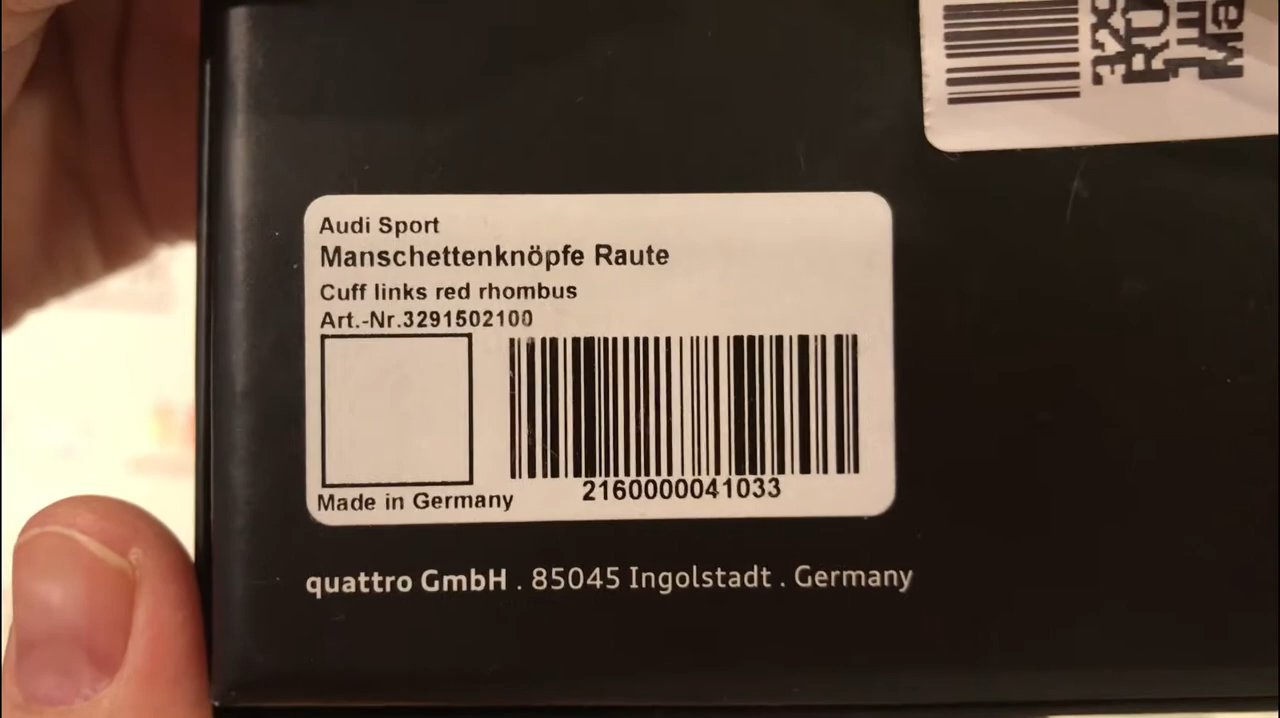 Audi Sport
Manschettenknöpfe Raute
Cuff links red rhombus
Art.-Nr.3291502100
Made in Germany
2160000041033
quattro GmbH . 85045 Ingolstadt . Germany